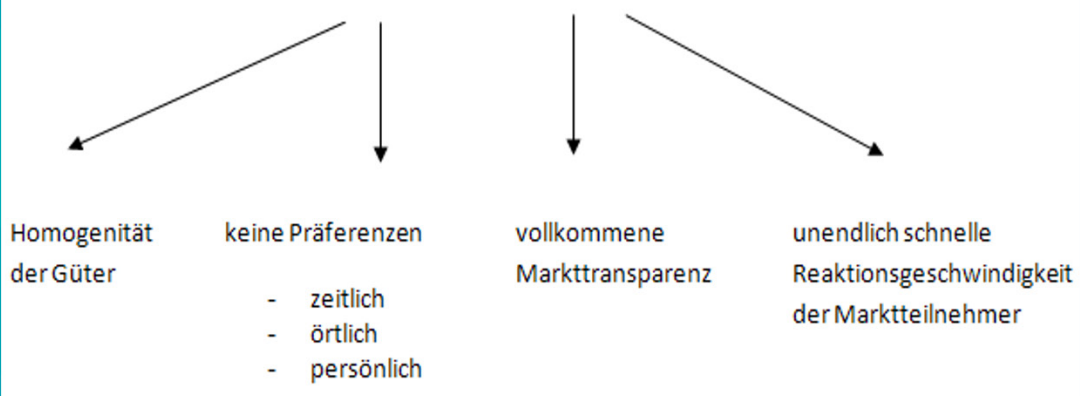 Homogenität
der Güter
keine Präferenzen
- zeitlich
- örtlich
- persönlich
vollkommene
Markttransparenz
unendlich schnelle
Reaktionsgeschwindigkeit
der Marktteilnehmer